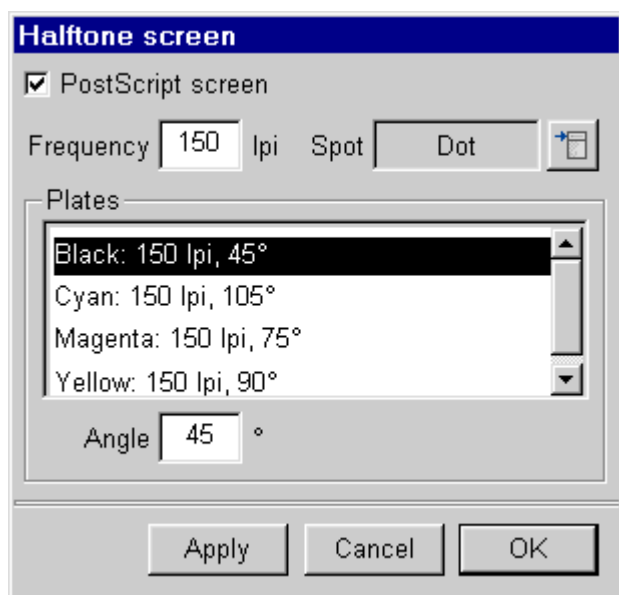 Halftone screen
PostScript screen
Frequency 150 lpi Spot Dot
Plates
Black: 150 lpi, 45°
Cyan: 150 lpi, 105°
Magenta: 150 lpi, 75°
Yellow: 150 lpi, 90°
Angle 45 °
Apply Cancel OK